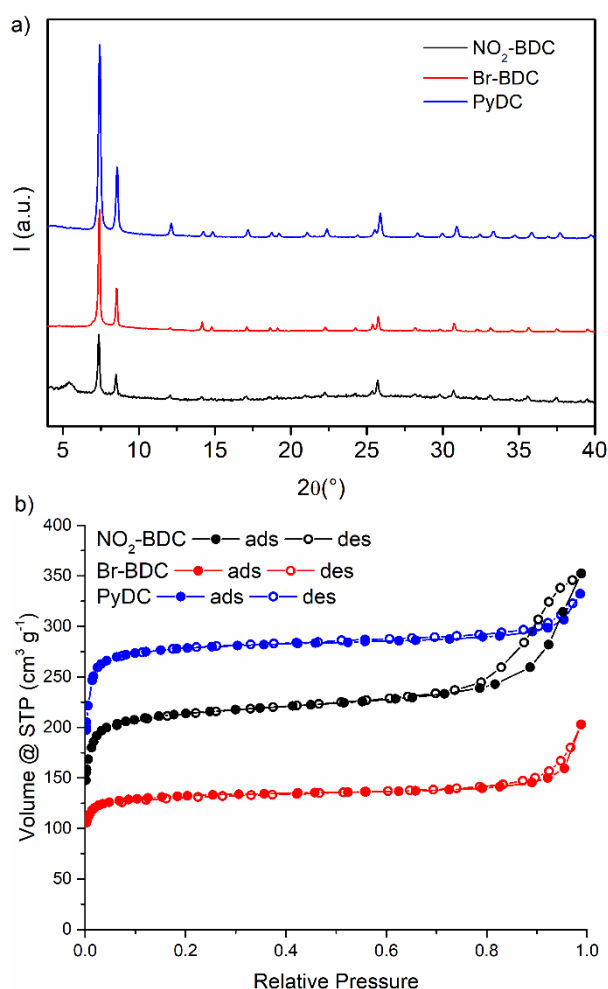 a)
NO₂-BDC
Br-BDC
PyDC
I (a.u.)
5 10 15 20 25 30 35 40
2θ(°)
b)
400
350
300
250
200
150
100
50
0
NO₂-BDC ads des
Br-BDC ads des
PyDC ads des
Volume @ STP (cm³ g⁻¹)
0.0 0.2 0.4 0.6 0.8 1.0
Relative Pressure